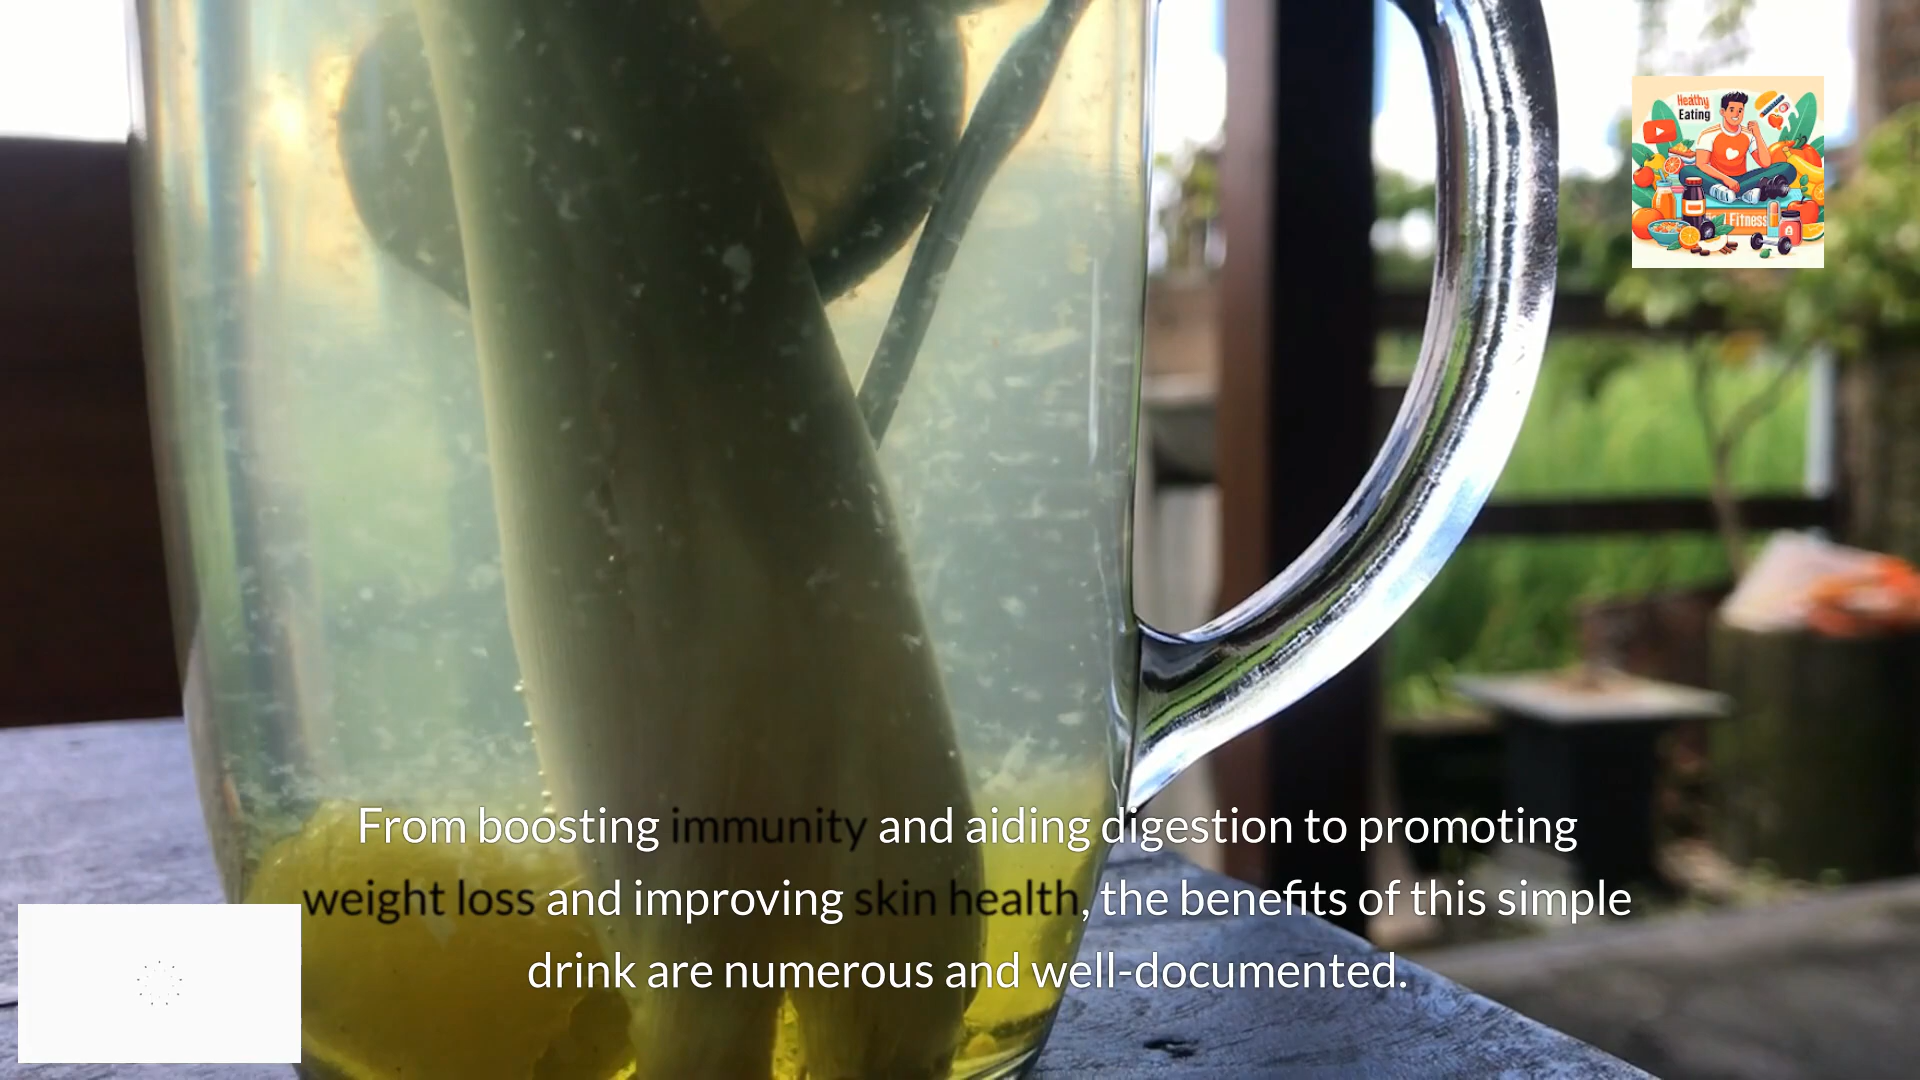 Healthy
Eating
Fitness
From boosting immunity and aiding digestion to promoting
weight loss and improving skin health, the benefits of this simple
drink are numerous and well-documented.